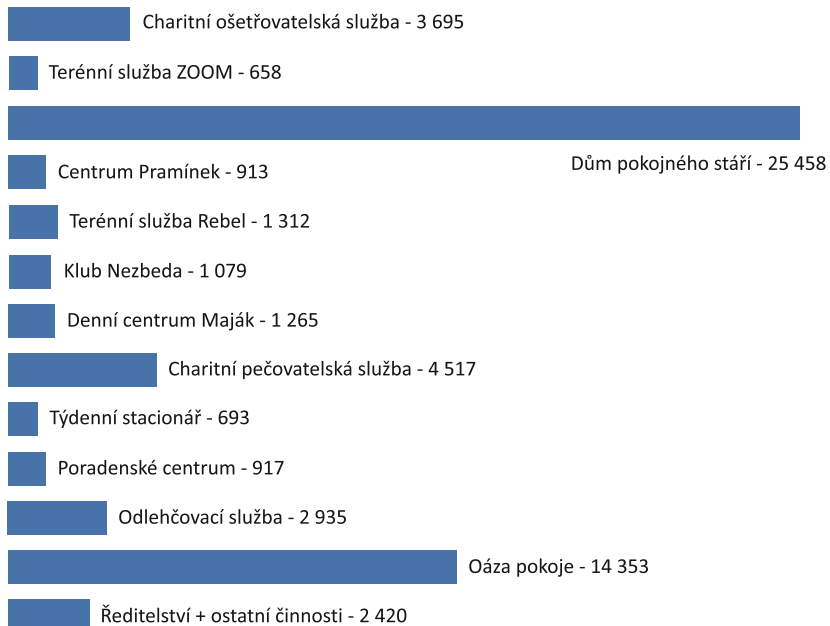 Charitní ošetřovatelská služba - 3 695
Terénní služba ZOOM - 658
Dům pokojného stáří - 25 458
Centrum Pramínek - 913
Terénní služba Rebel - 1 312
Klub Nezbeda - 1 079
Denní centrum Maják - 1 265
Charitní pečovatelská služba - 4 517
Týdenní stacionář - 693
Poradenské centrum - 917
Odlehčovací služba - 2 935
Oáza pokoje - 14 353
Ředitelství + ostatní činnosti - 2 420